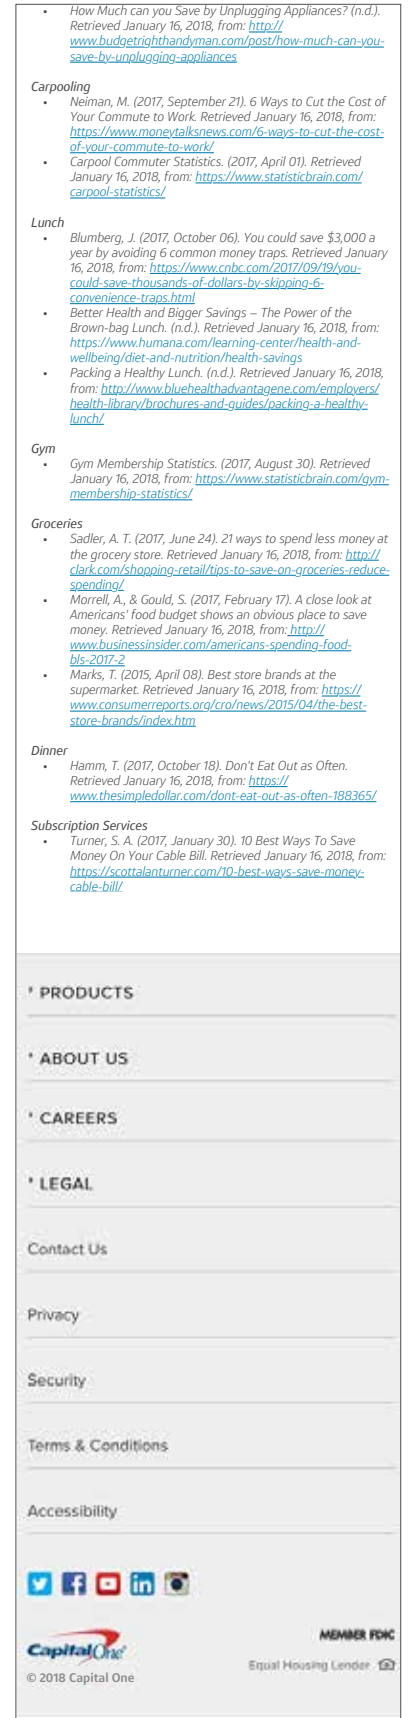 • How Much can you Save by Unplugging Appliances? (n.d.).
Retrieved January 16, 2018, from: http://
www.budgetrighthandyman.com/post/how-much-can-you-
save-by-unplugging-appliances
Carpooling
• Neiman, M. (2017, September 21). 6 Ways to Cut the Cost of
Your Commute to Work. Retrieved January 16, 2018, from:
https://www.moneytalksnews.com/6-ways-to-cut-the-cost-
of-your-commute-to-work/
• Carpool Commuter Statistics. (2017, April 01). Retrieved
January 16, 2018, from: https://www.statisticbrain.com/
carpool-statistics/
Lunch
• Blumberg, J. (2017, October 06). You could save $3,000 a
year by avoiding 6 common money traps. Retrieved January
16, 2018, from: https://www.cnbc.com/2017/09/19/you-
could-save-thousands-of-dollars-by-skipping-6-
convenience-traps.html
• Better Health and Bigger Savings – The Power of the
Brown-bag Lunch. (n.d.). Retrieved January 16, 2018, from:
https://www.humana.com/learning-center/health-and-
wellbeing/diet-and-nutrition/health-savings
• Packing a Healthy Lunch. (n.d.). Retrieved January 16, 2018,
from: http://www.bluehealthadvantagene.com/employers/
health-library/brochures-and-guides/packing-a-healthy-
lunch/
Gym
• Gym Membership Statistics. (2017, August 30). Retrieved
January 16, 2018, from: https://www.statisticbrain.com/gym-
membership-statistics/
Groceries
• Sadler, A. T. (2017, June 24). 21 ways to spend less money at
the grocery store. Retrieved January 16, 2018, from: http://
clark.com/shopping-retail/tips-to-save-on-groceries-reduce-
spending/
• Morrell, A., & Gould, S. (2017, February 17). A close look at
Americans' food budget shows an obvious place to save
money. Retrieved January 16, 2018, from: http://
www.businessinsider.com/americans-spending-food-
bls-2017-2
• Marks, T. (2015, April 08). Best store brands at the
supermarket. Retrieved January 16, 2018, from: https://
www.consumerreports.org/cro/news/2015/04/the-best-
store-brands/index.htm
Dinner
• Hamm, T. (2017, October 18). Don't Eat Out as Often.
Retrieved January 16, 2018, from: https://
www.thesimpledollar.com/dont-eat-out-as-often-188365/
Subscription Services
• Turner, S. A. (2017, January 30). 10 Best Ways To Save
Money On Your Cable Bill. Retrieved January 16, 2018, from:
https://scottalanturner.com/10-best-ways-save-money-
cable-bill/
PRODUCTS
ABOUT US
CAREERS
LEGAL
Contact Us
Privacy
Security
Terms & Conditions
Accessibility
Capital One
MEMBER FDIC
© 2018 Capital One
Equal Housing Lender